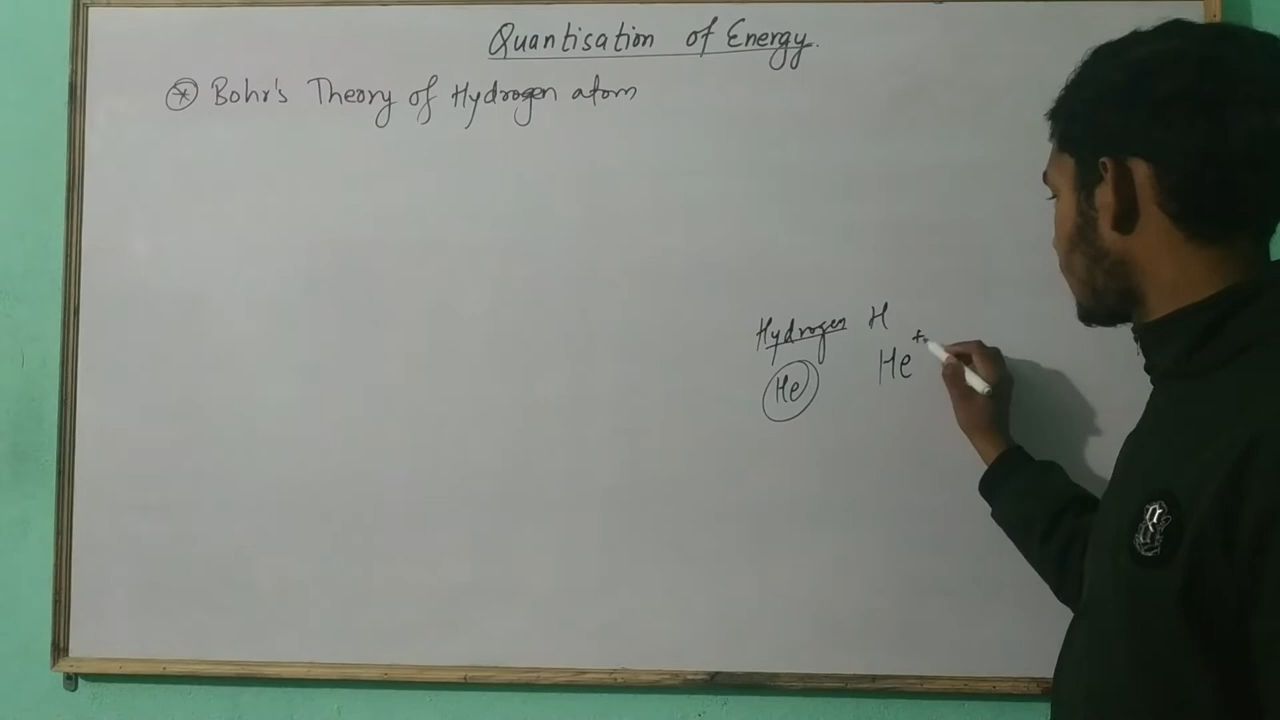 Quantisation of Energy.
* Bohr's Theory of Hydrogen atom
Hydrogen H
He He+